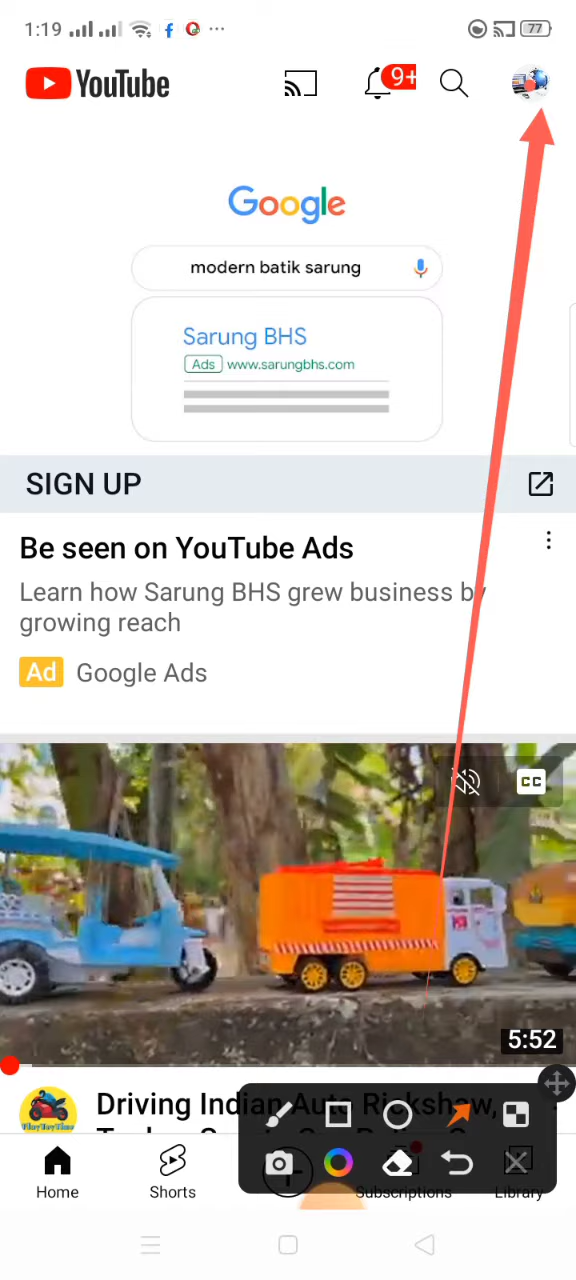 1:19
77
YouTube
9+
Google
modern batik sarung
Sarung BHS
Ads www.sarungbhs.com
SIGN UP
Be seen on YouTube Ads
Learn how Sarung BHS grew business by
growing reach
Ad Google Ads
CC
5:52
Driving Indian Auto Rickshaw,
Home
Shorts
Subscriptions
Library